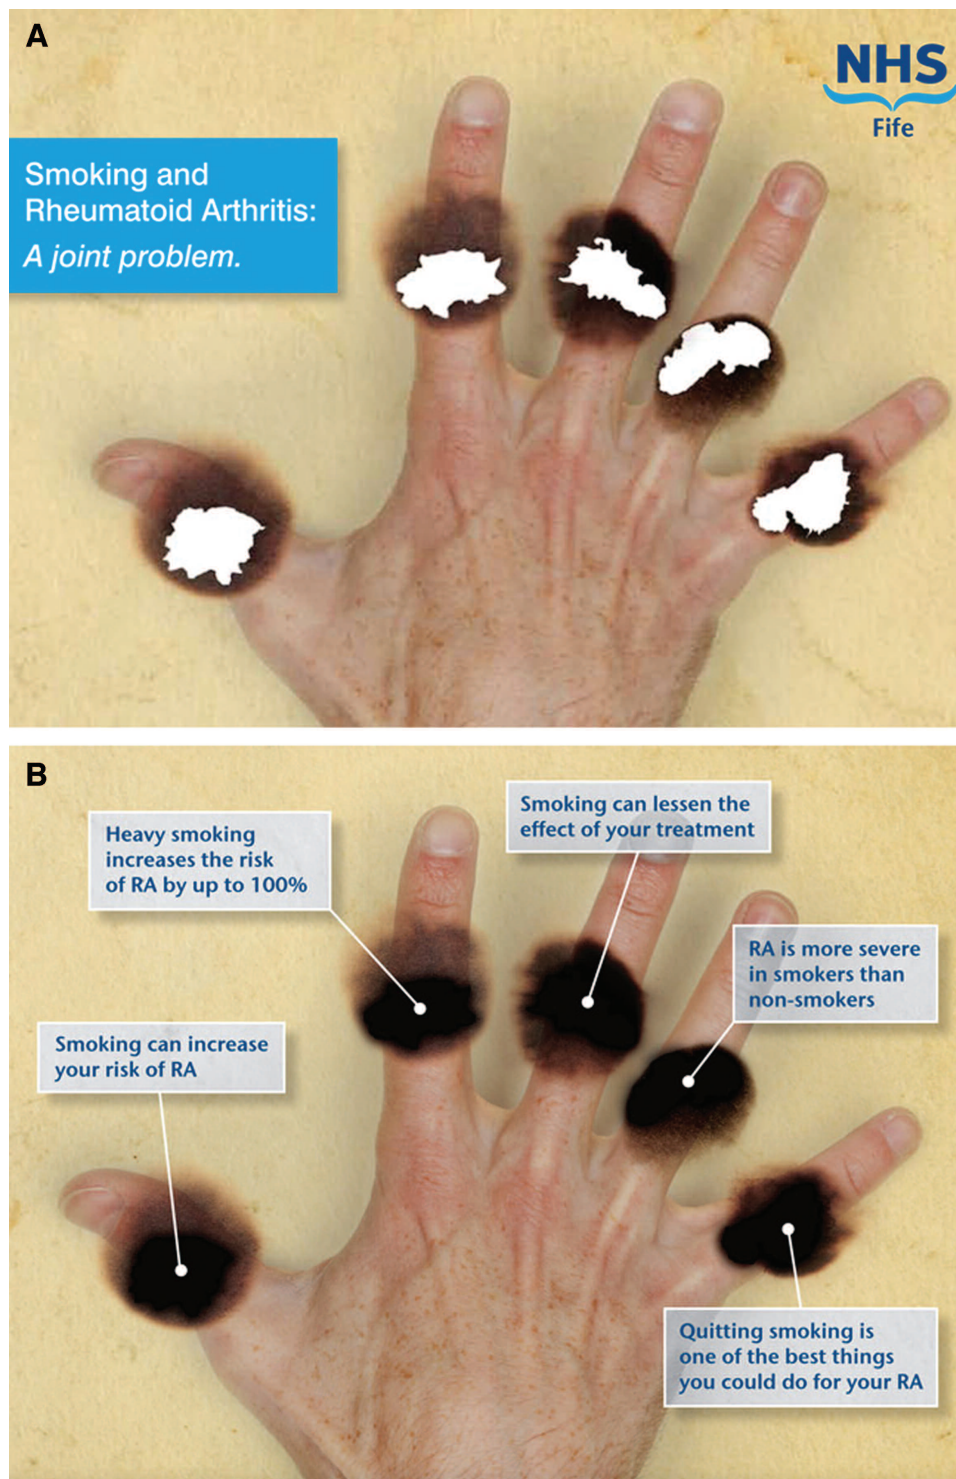 A
NHS
Fife
Smoking and
Rheumatoid Arthritis:
A joint problem.
B
Smoking can lessen the
effect of your treatment
Heavy smoking
increases the risk
of RA by up to 100%
RA is more severe
in smokers than
non-smokers
Smoking can increase
your risk of RA
Quitting smoking is
one of the best things
you could do for your RA